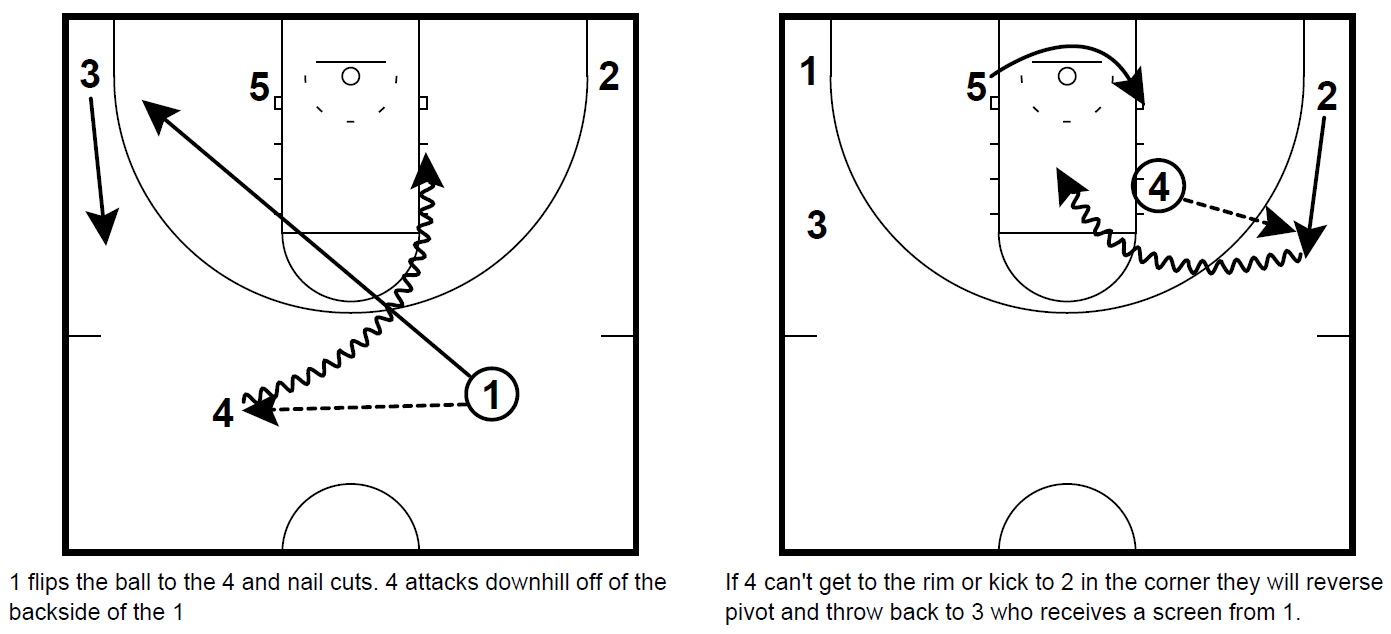 3
5
2
4
1
1 flips the ball to the 4 and nail cuts. 4 attacks downhill off of the
backside of the 1
1
5
2
4
3
If 4 can't get to the rim or kick to 2 in the corner they will reverse
pivot and throw back to 3 who receives a screen from 1.